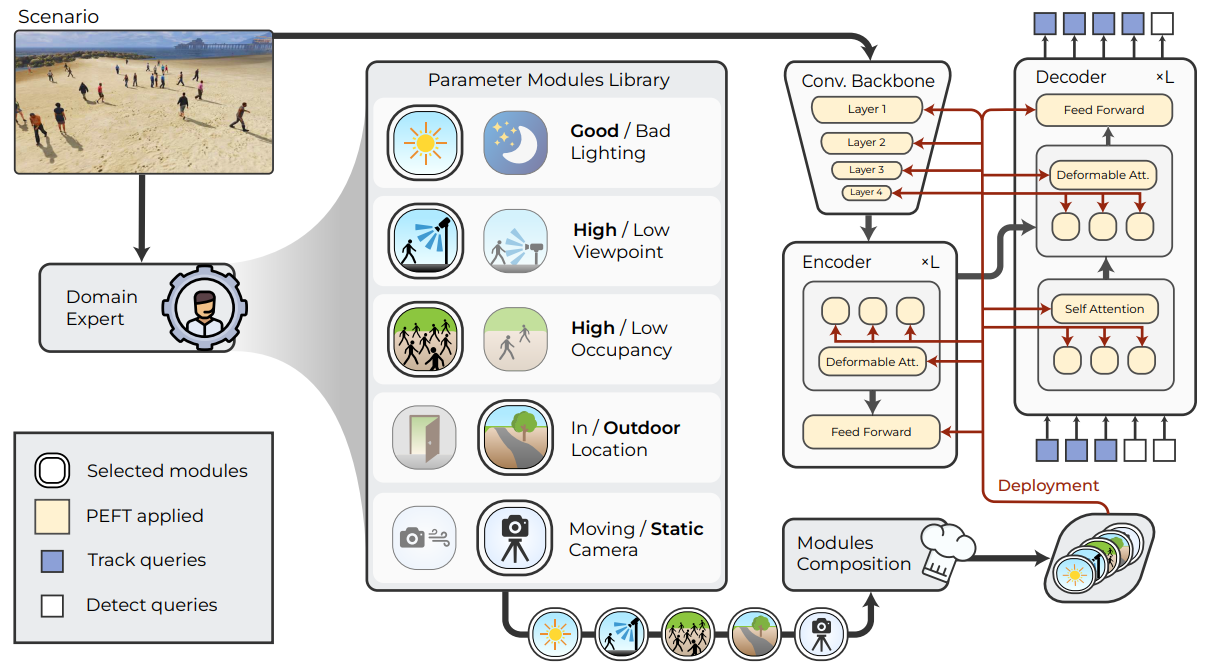 Scenario
Domain
Expert
Selected modules
PEFT applied
Track queries
Detect queries
Parameter Modules Library
Good / Bad
Lighting
High / Low
Viewpoint
High / Low
Occupancy
In / Outdoor
Location
Moving / Static
Camera
Conv. Backbone
Layer 1
Layer 2
Layer 3
Layer 4
Encoder
×L
Deformable Att.
Feed Forward
Decoder
×L
Feed Forward
Deformable Att.
Self Attention
Deployment
Modules
Composition